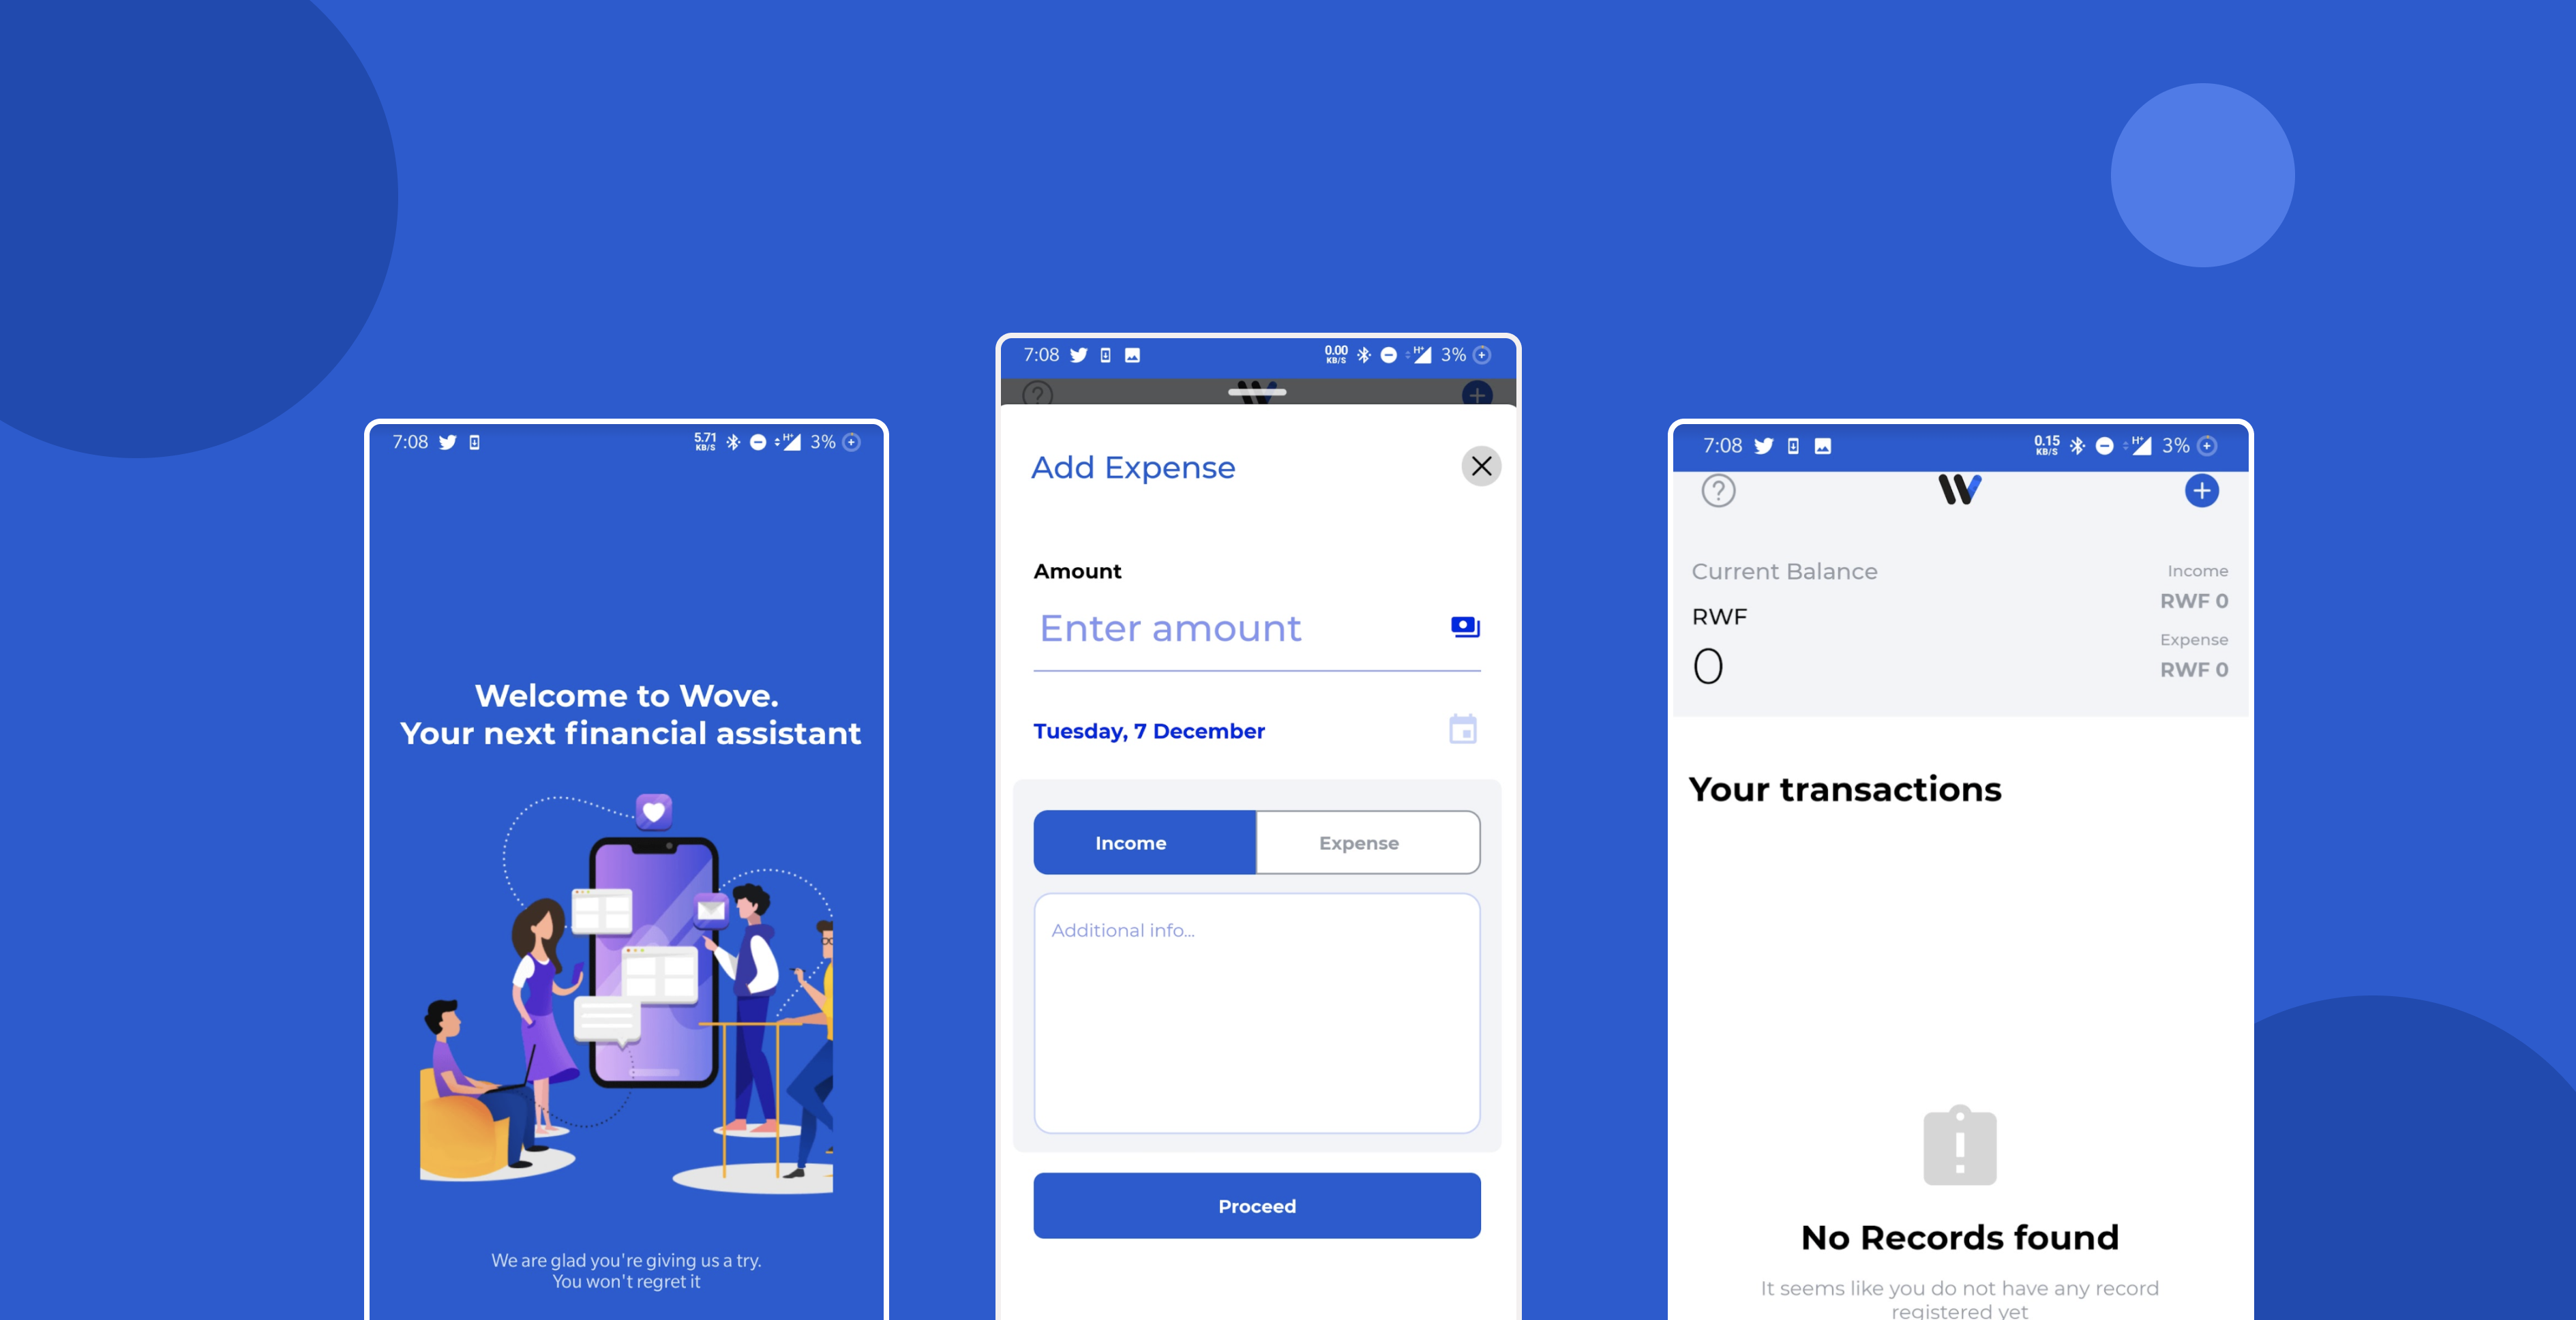 7:08
5.71
KB/S
H+
3%
Welcome to Wove.
Your next financial assistant
We are glad you're giving us a try.
You won't regret it
7:08
0.00
KB/S
H+
3%
Add Expense
Amount
Enter amount
Tuesday, 7 December
Income
Expense
Additional info...
Proceed
7:08
0.15
KB/S
H+
3%
Current Balance
RWF
0
Income
RWF 0
Expense
RWF 0
Your transactions
No Records found
It seems like you do not have any record
registered yet